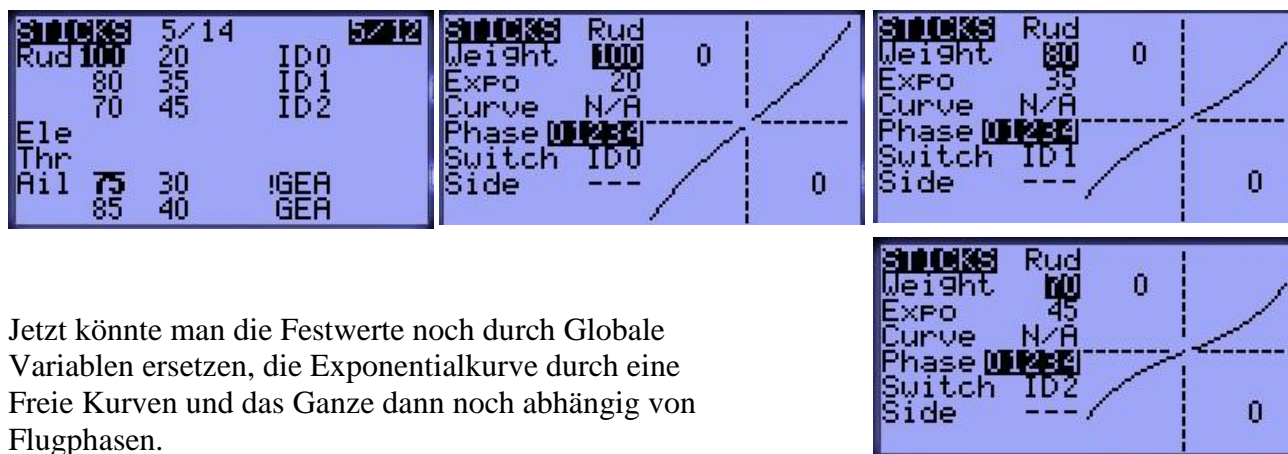 STICKS 5/14 5/12
Rud 100 20 ID0
80 35 ID1
70 45 ID2
Ele
Thr
Ail 75 30 !GEA
85 40 GEA
STICKS Rud
Weight 100 0
Expo 20
Curve N/A
Phase 01234
Switch ID0
Side --- 0
STICKS Rud
Weight 80 0
Expo 35
Curve N/A
Phase 01234
Switch ID1
Side --- 0
STICKS Rud
Weight 70 0
Expo 45
Curve N/A
Phase 01234
Switch ID2
Side --- 0
Jetzt könnte man die Festwerte noch durch Globale
Variablen ersetzen, die Exponentialkurve durch eine
Freie Kurven und das Ganze dann noch abhängig von
Flugphasen.